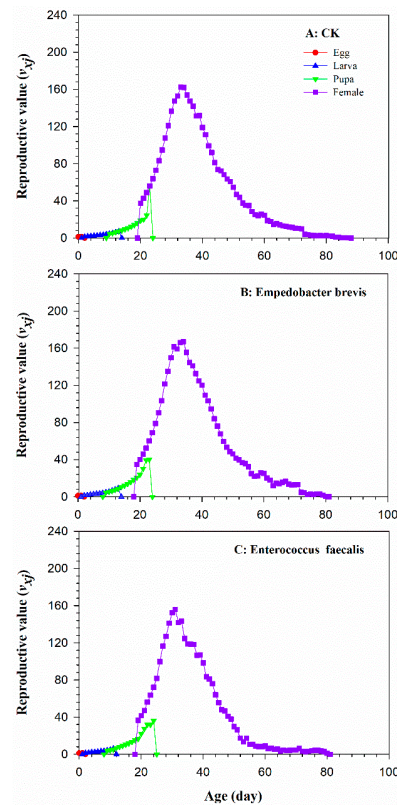 240
A: CK
Egg
Larva
Pupa
Female
200
160
120
80
40
0
0 20 40 60 80 100
Reproductive value (vxj)
240
B: Empedobacter brevis
200
160
120
80
40
0
0 20 40 60 80 100
Reproductive value (vxj)
240
C: Enterococcus faecalis
200
160
120
80
40
0
0 20 40 60 80 100
Reproductive value (vxj)
Age (day)